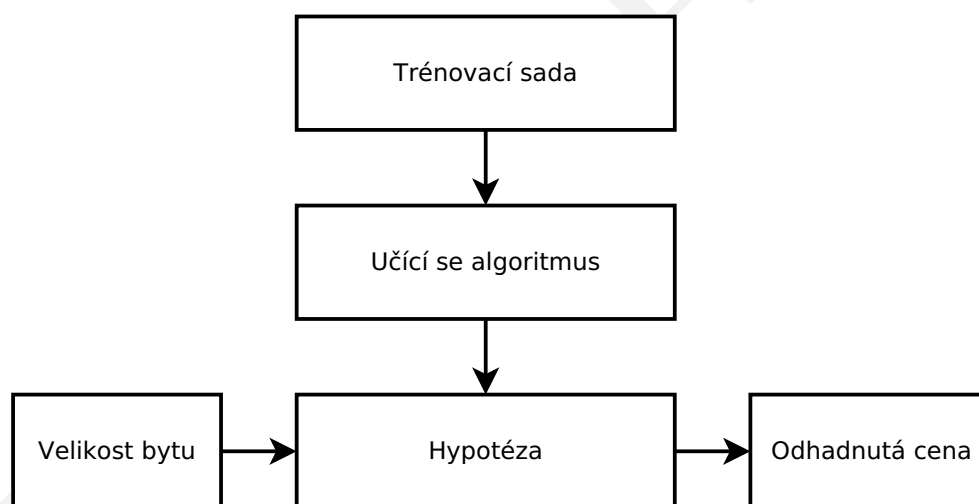 Trénovací sada
Učící se algoritmus
Velikost bytu
Hypotéza
Odhadnutá cena